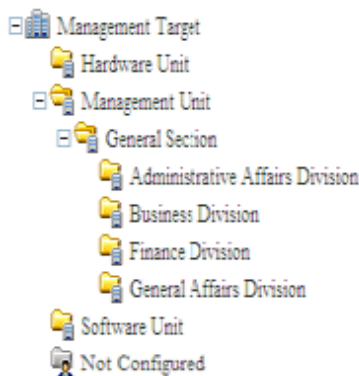 Management Target
Hardware Unit
Management Unit
General Section
Administrative Affairs Division
Business Division
Finance Division
General Affairs Division
Software Unit
Not Configured